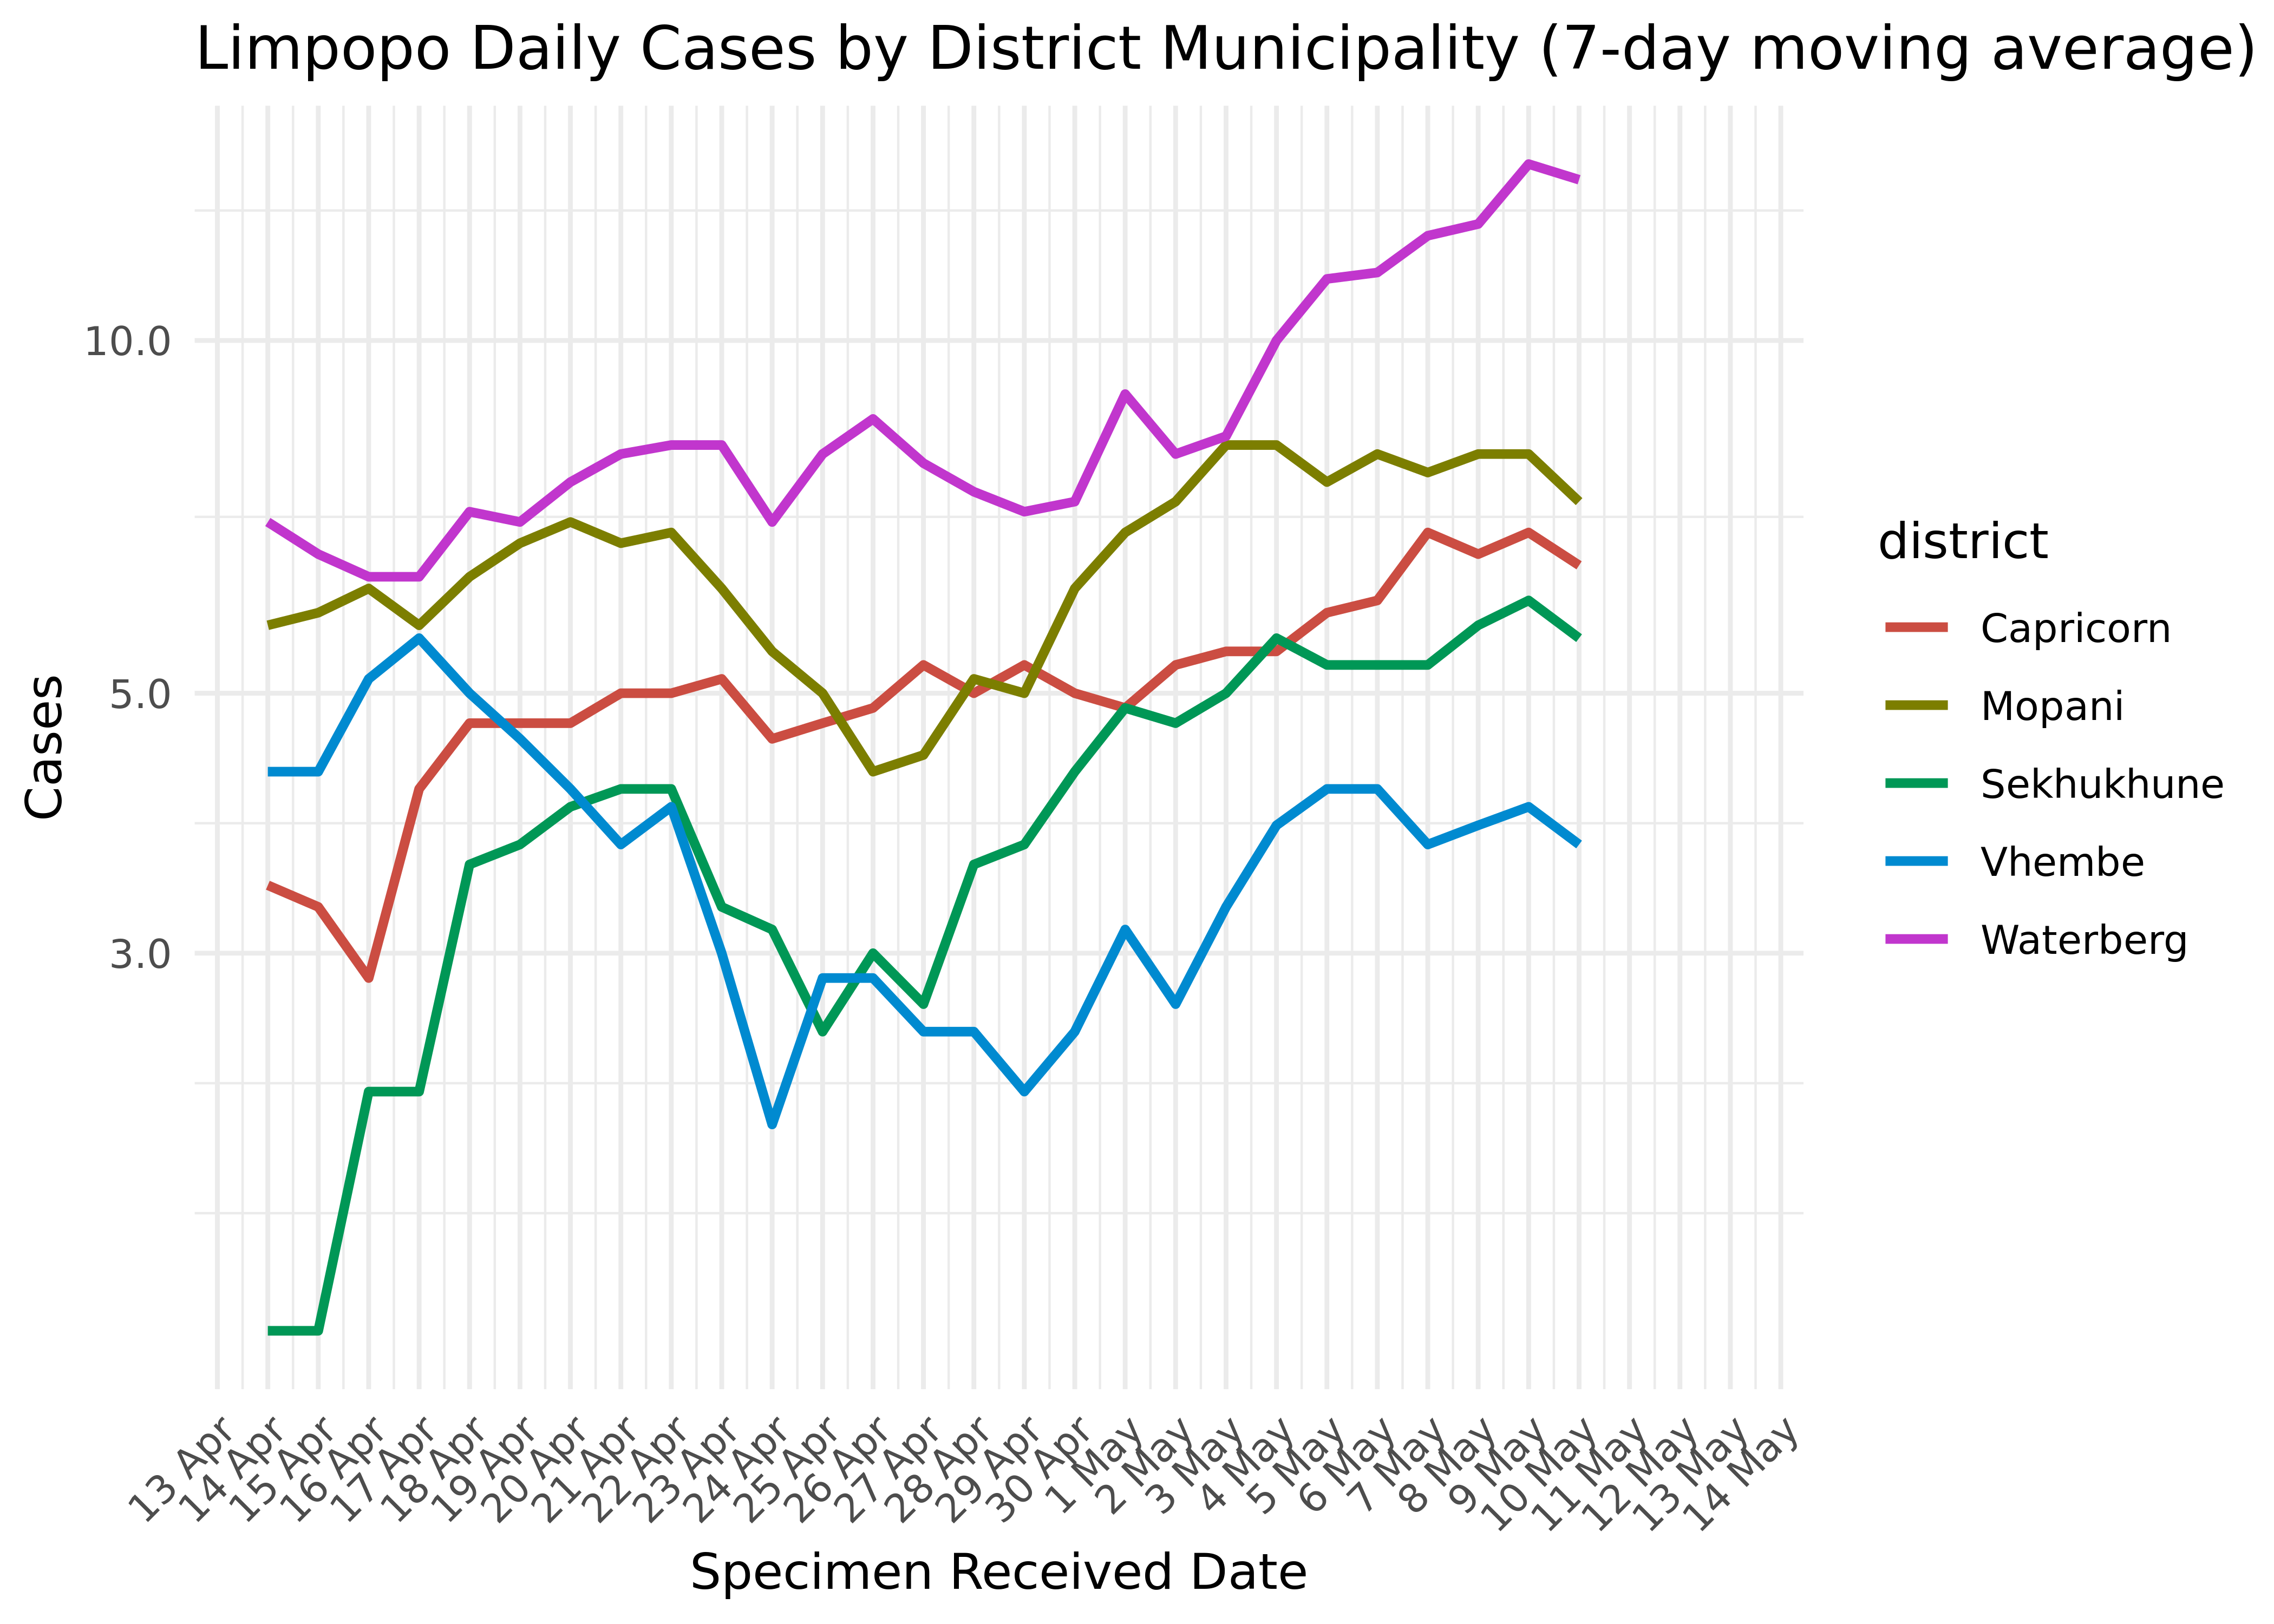 Limpopo Daily Cases by District Municipality (7-day moving average)
Cases
10.0
5.0
3.0
13 Apr
14 Apr
15 Apr
16 Apr
17 Apr
18 Apr
19 Apr
20 Apr
21 Apr
22 Apr
23 Apr
24 Apr
25 Apr
26 Apr
27 Apr
28 Apr
29 Apr
30 Apr
1 May
2 May
3 May
4 May
5 May
6 May
7 May
8 May
9 May
10 May
11 May
12 May
13 May
14 May
Specimen Received Date
district
Capricorn
Mopani
Sekhukhune
Vhembe
Waterberg